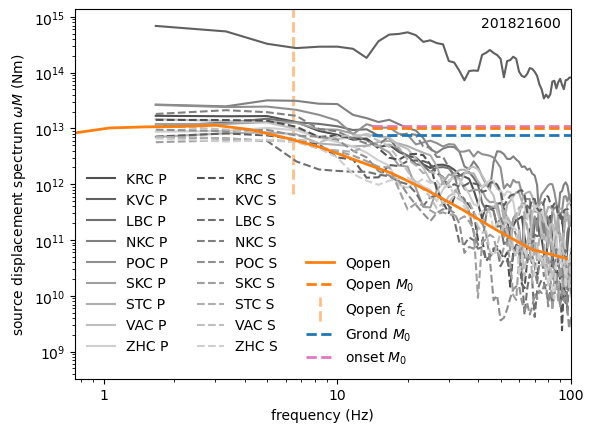 source displacement spectrum ωM (Nm)
10¹⁵
10¹⁴
10¹³
10¹²
10¹¹
10¹⁰
10⁹
201821600
KRC P
KVC P
LBC P
NKC P
POC P
SKC P
STC P
VAC P
ZHC P
KRC S
KVC S
LBC S
NKC S
POC S
SKC S
STC S
VAC S
ZHC S
Qopen
Qopen M₀
Qopen f_c
Grond M₀
onset M₀
1 10 100
frequency (Hz)